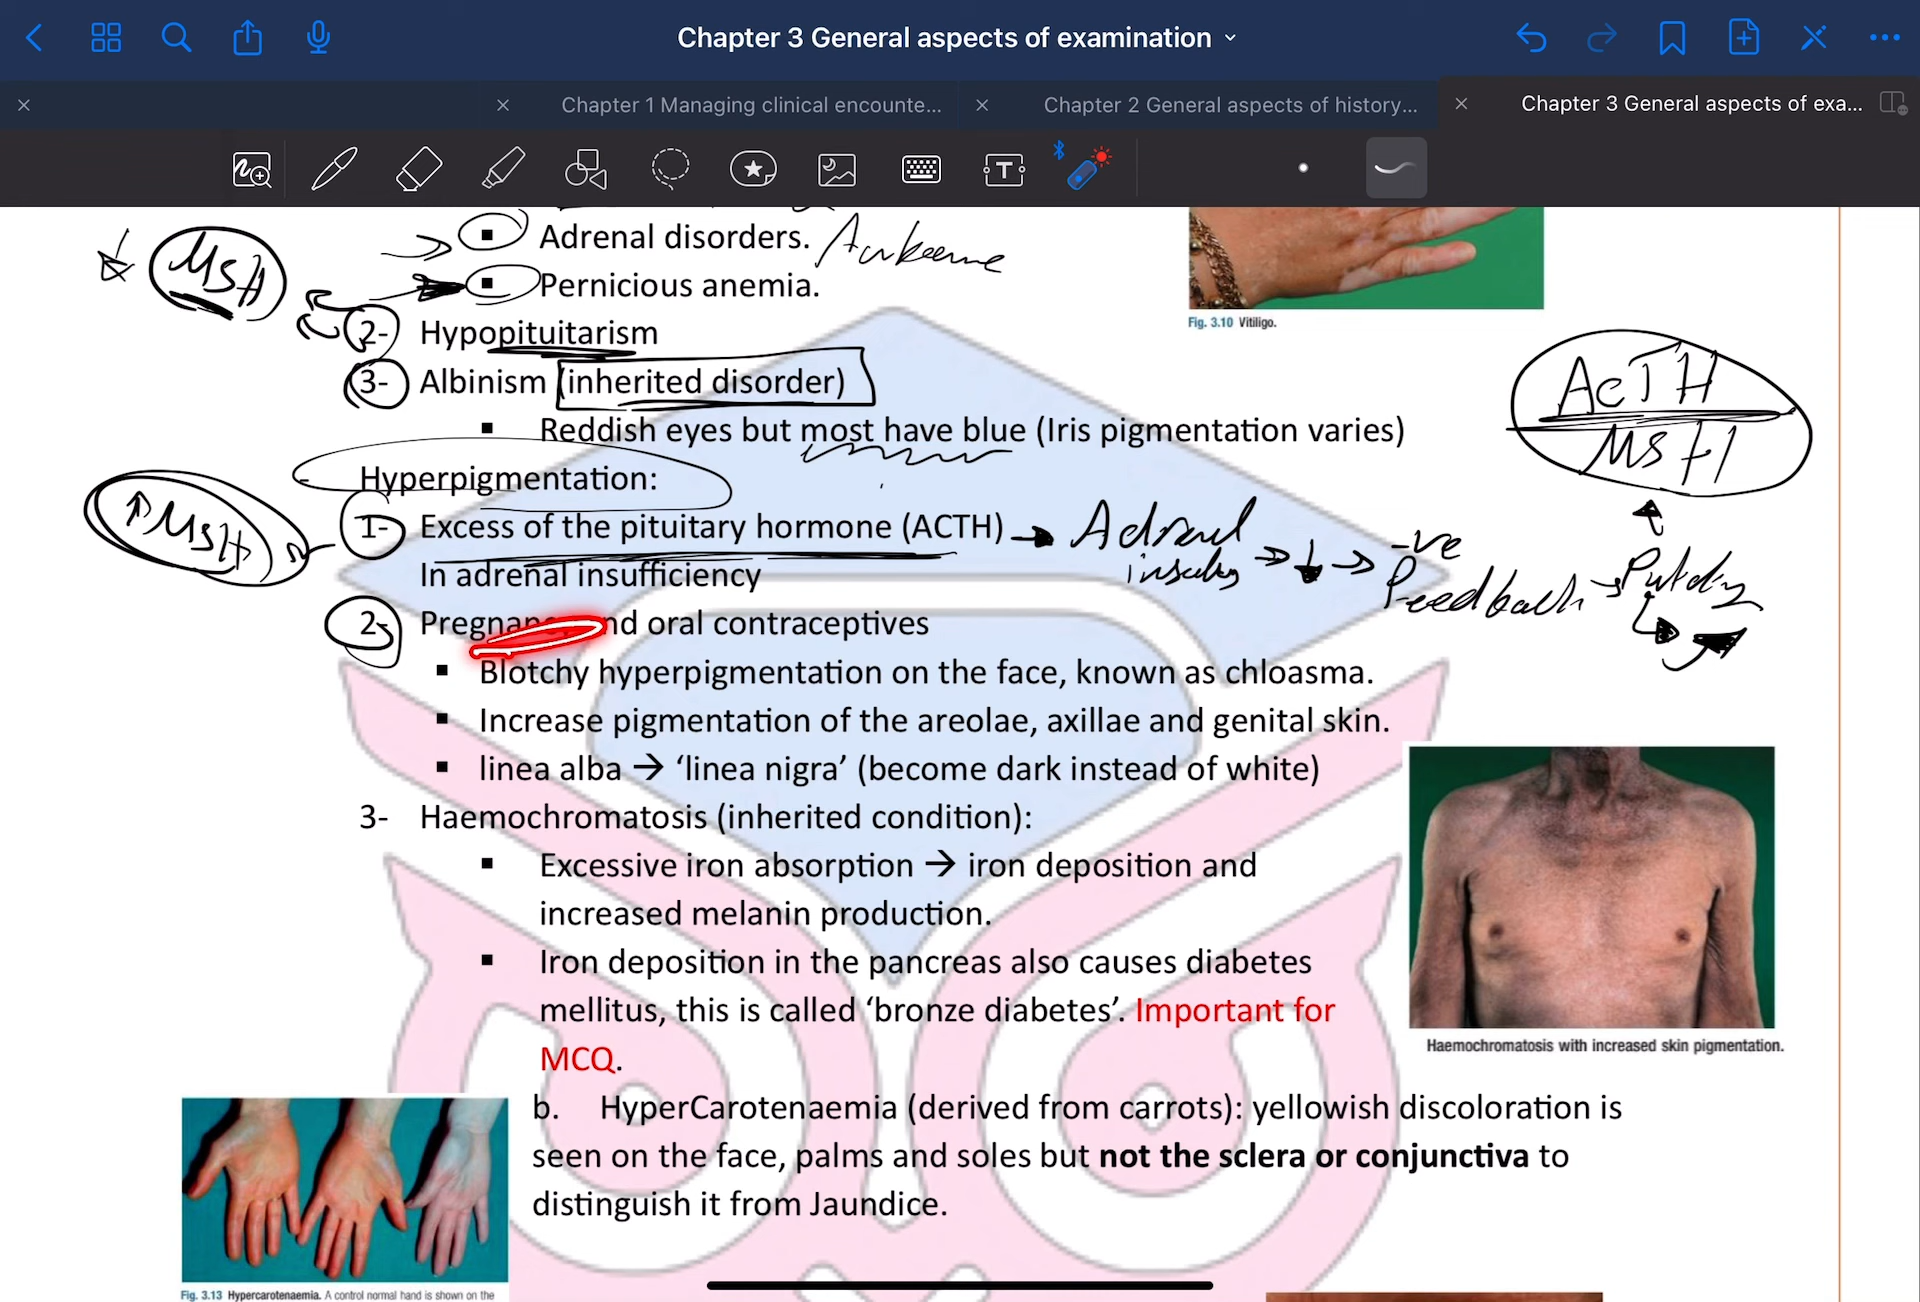 Chapter 3 General aspects of examination
Chapter 1 Managing clinical encounte...
Chapter 2 General aspects of history...
Chapter 3 General aspects of exa...
T
Adrenal disorders.
MSH
Pernicious anemia.
Fig. 3.10 Vitiligo.
2- Hypopituitarism
3- Albinism (inherited disorder)
ACTH
MSH
Reddish eyes but most have blue (Iris pigmentation varies)
Hyperpigmentation:
↑ MSH
1- Excess of the pituitary hormone (ACTH) → Adrenal
→ ↓ → -ve
Feedback →
In adrenal insufficiency
2- Pregnancy and oral contraceptives
▪ Blotchy hyperpigmentation on the face, known as chloasma.
▪ Increase pigmentation of the areolae, axillae and genital skin.
▪ linea alba → ‘linea nigra’ (become dark instead of white)
3- Haemochromatosis (inherited condition):
▪ Excessive iron absorption → iron deposition and
increased melanin production.
▪ Iron deposition in the pancreas also causes diabetes
mellitus, this is called ‘bronze diabetes’. Important for
MCQ.
Haemochromatosis with increased skin pigmentation.
b. HyperCarotenaemia (derived from carrots): yellowish discoloration is
seen on the face, palms and soles but not the sclera or conjunctiva to
distinguish it from Jaundice.
Fig. 3.13 Hypercarotenaemia. A control normal hand is shown on the